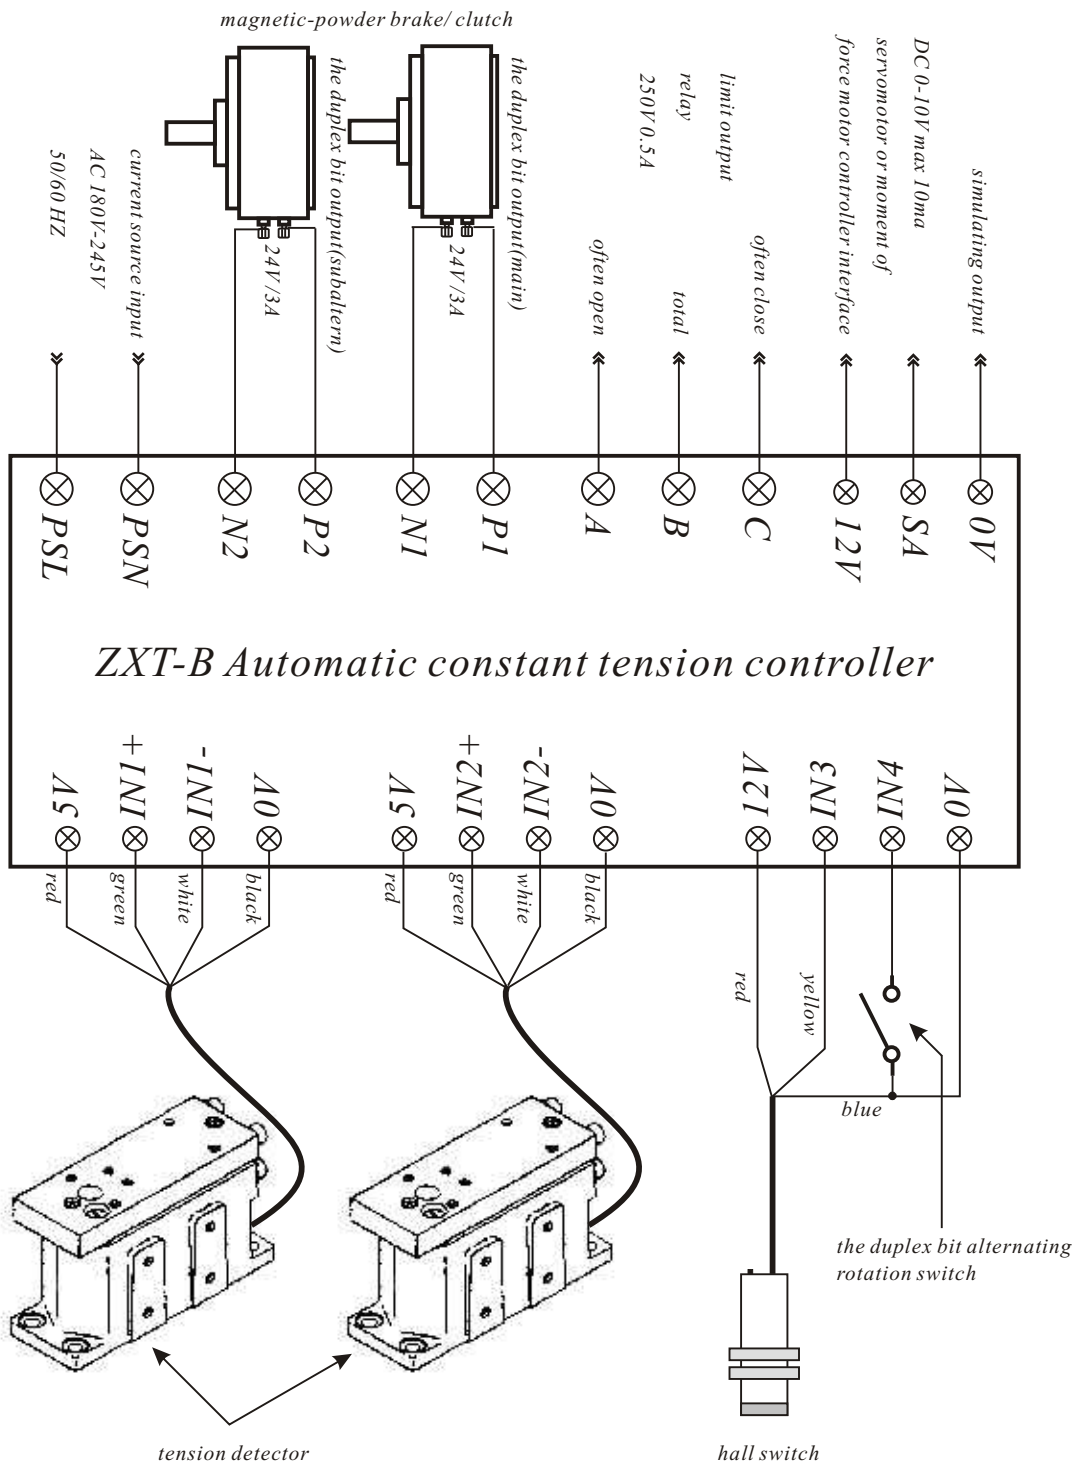 magnetic-powder brake/ clutch
50/60 HZ
AC 180V-245V
current source input
24V/3A
the duplex bit output(subaltern)
24V/3A
the duplex bit output(main)
often open
250V 0.5A
relay
total
limit output
often close
force motor controller interface
servomotor or moment of
DC 0-10V max 10ma
simulating output
PSL
PSN
N2
P2
N1
P1
A
B
C
12V
SA
0V
ZXT-B Automatic constant tension controller
V5
IN1+
IN1-
V0
V5
IN2+
IN2-
V0
12V
IN3
IN4
V0
red
green
white
black
red
green
white
black
red
yellow
blue
the duplex bit alternating
rotation switch
tension detector
hall switch